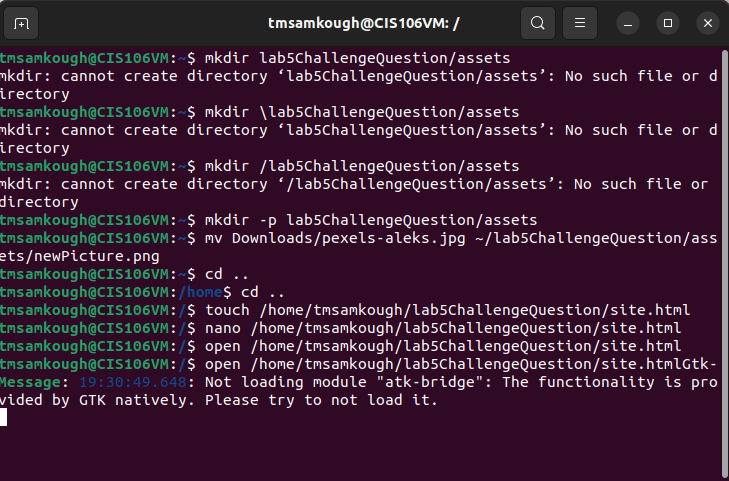 tmsamkough@CIS106VM: /
tmsamkough@CIS106VM:~$ mkdir lab5ChallengeQuestion/assets
mkdir: cannot create directory ‘lab5ChallengeQuestion/assets’: No such file or d
irectory
tmsamkough@CIS106VM:~$ mkdir \lab5ChallengeQuestion/assets
mkdir: cannot create directory ‘lab5ChallengeQuestion/assets’: No such file or d
irectory
tmsamkough@CIS106VM:~$ mkdir /lab5ChallengeQuestion/assets
mkdir: cannot create directory ‘/lab5ChallengeQuestion/assets’: No such file or
directory
tmsamkough@CIS106VM:~$ mkdir -p lab5ChallengeQuestion/assets
tmsamkough@CIS106VM:~$ mv Downloads/pexels-aleks.jpg ~/lab5ChallengeQuestion/ass
ets/newPicture.png
tmsamkough@CIS106VM:~$ cd ..
tmsamkough@CIS106VM:/home$ cd ..
tmsamkough@CIS106VM:/$ touch /home/tmsamkough/lab5ChallengeQuestion/site.html
tmsamkough@CIS106VM:/$ nano /home/tmsamkough/lab5ChallengeQuestion/site.html
tmsamkough@CIS106VM:/$ open /home/tmsamkough/lab5ChallengeQuestion/site.html
tmsamkough@CIS106VM:/$ open /home/tmsamkough/lab5ChallengeQuestion/site.htmlGtk-
Message: 19:30:49.648: Not loading module "atk-bridge": The functionality is pro
vided by GTK natively. Please try to not load it.